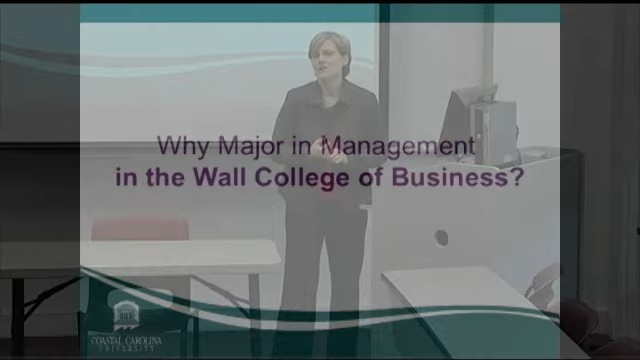 Why Major in Management
in the Wall College of Business?
COASTAL CAROLINA
UNIVERSITY